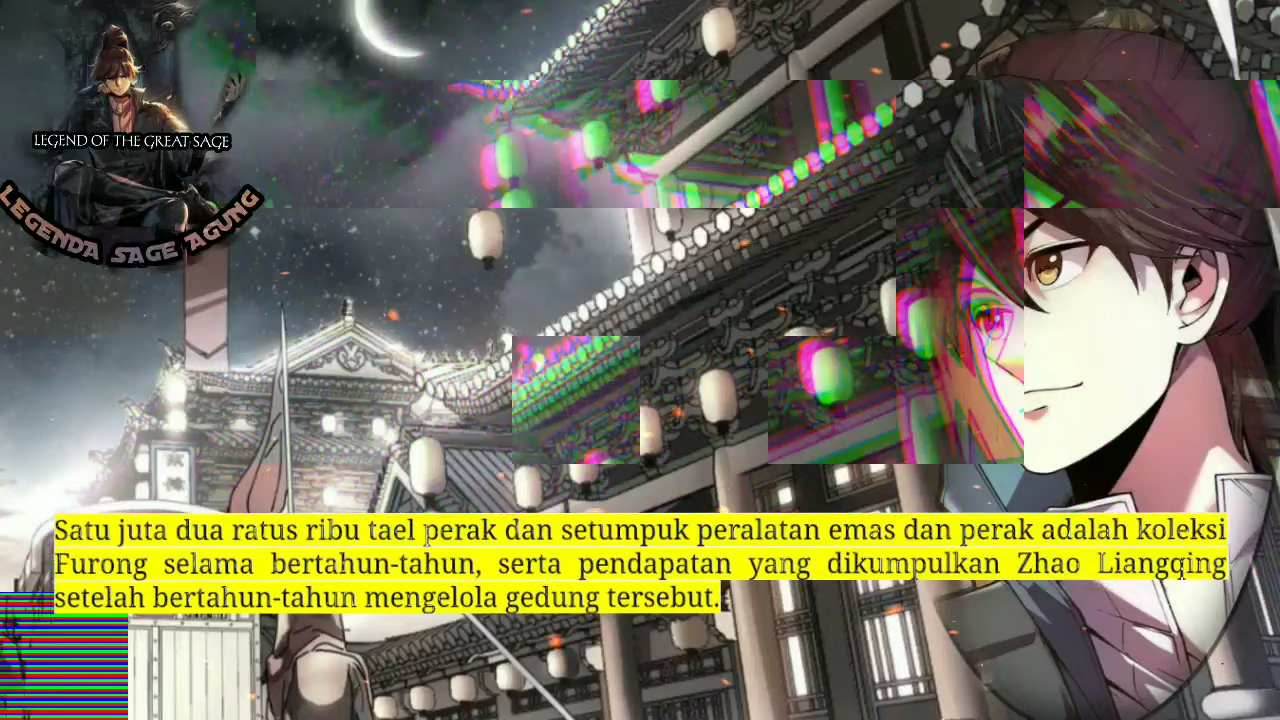 LEGEND OF THE GREAT SAGE
LEGENDA SAGE AGUNG
Satu juta dua ratus ribu tael perak dan setumpuk peralatan emas dan perak adalah koleksi
Furong selama bertahun-tahun, serta pendapatan yang dikumpulkan Zhao Liangqing
setelah bertahun-tahun mengelola gedung tersebut.